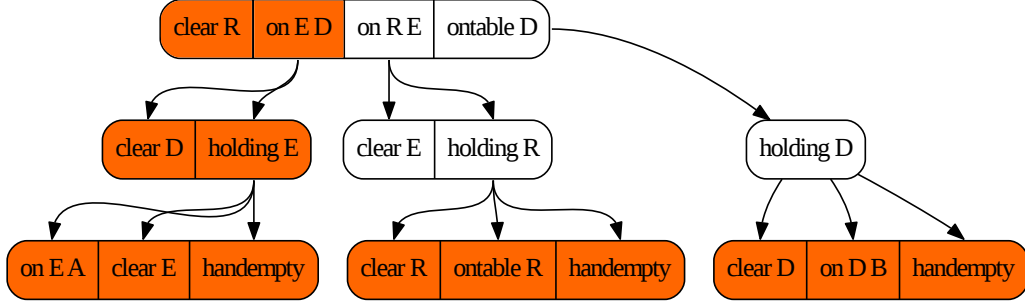 clear R on E D on R E ontable D
clear D holding E clear E holding R holding D
on E A clear E handempty clear R ontable R handempty clear D on D B handempty